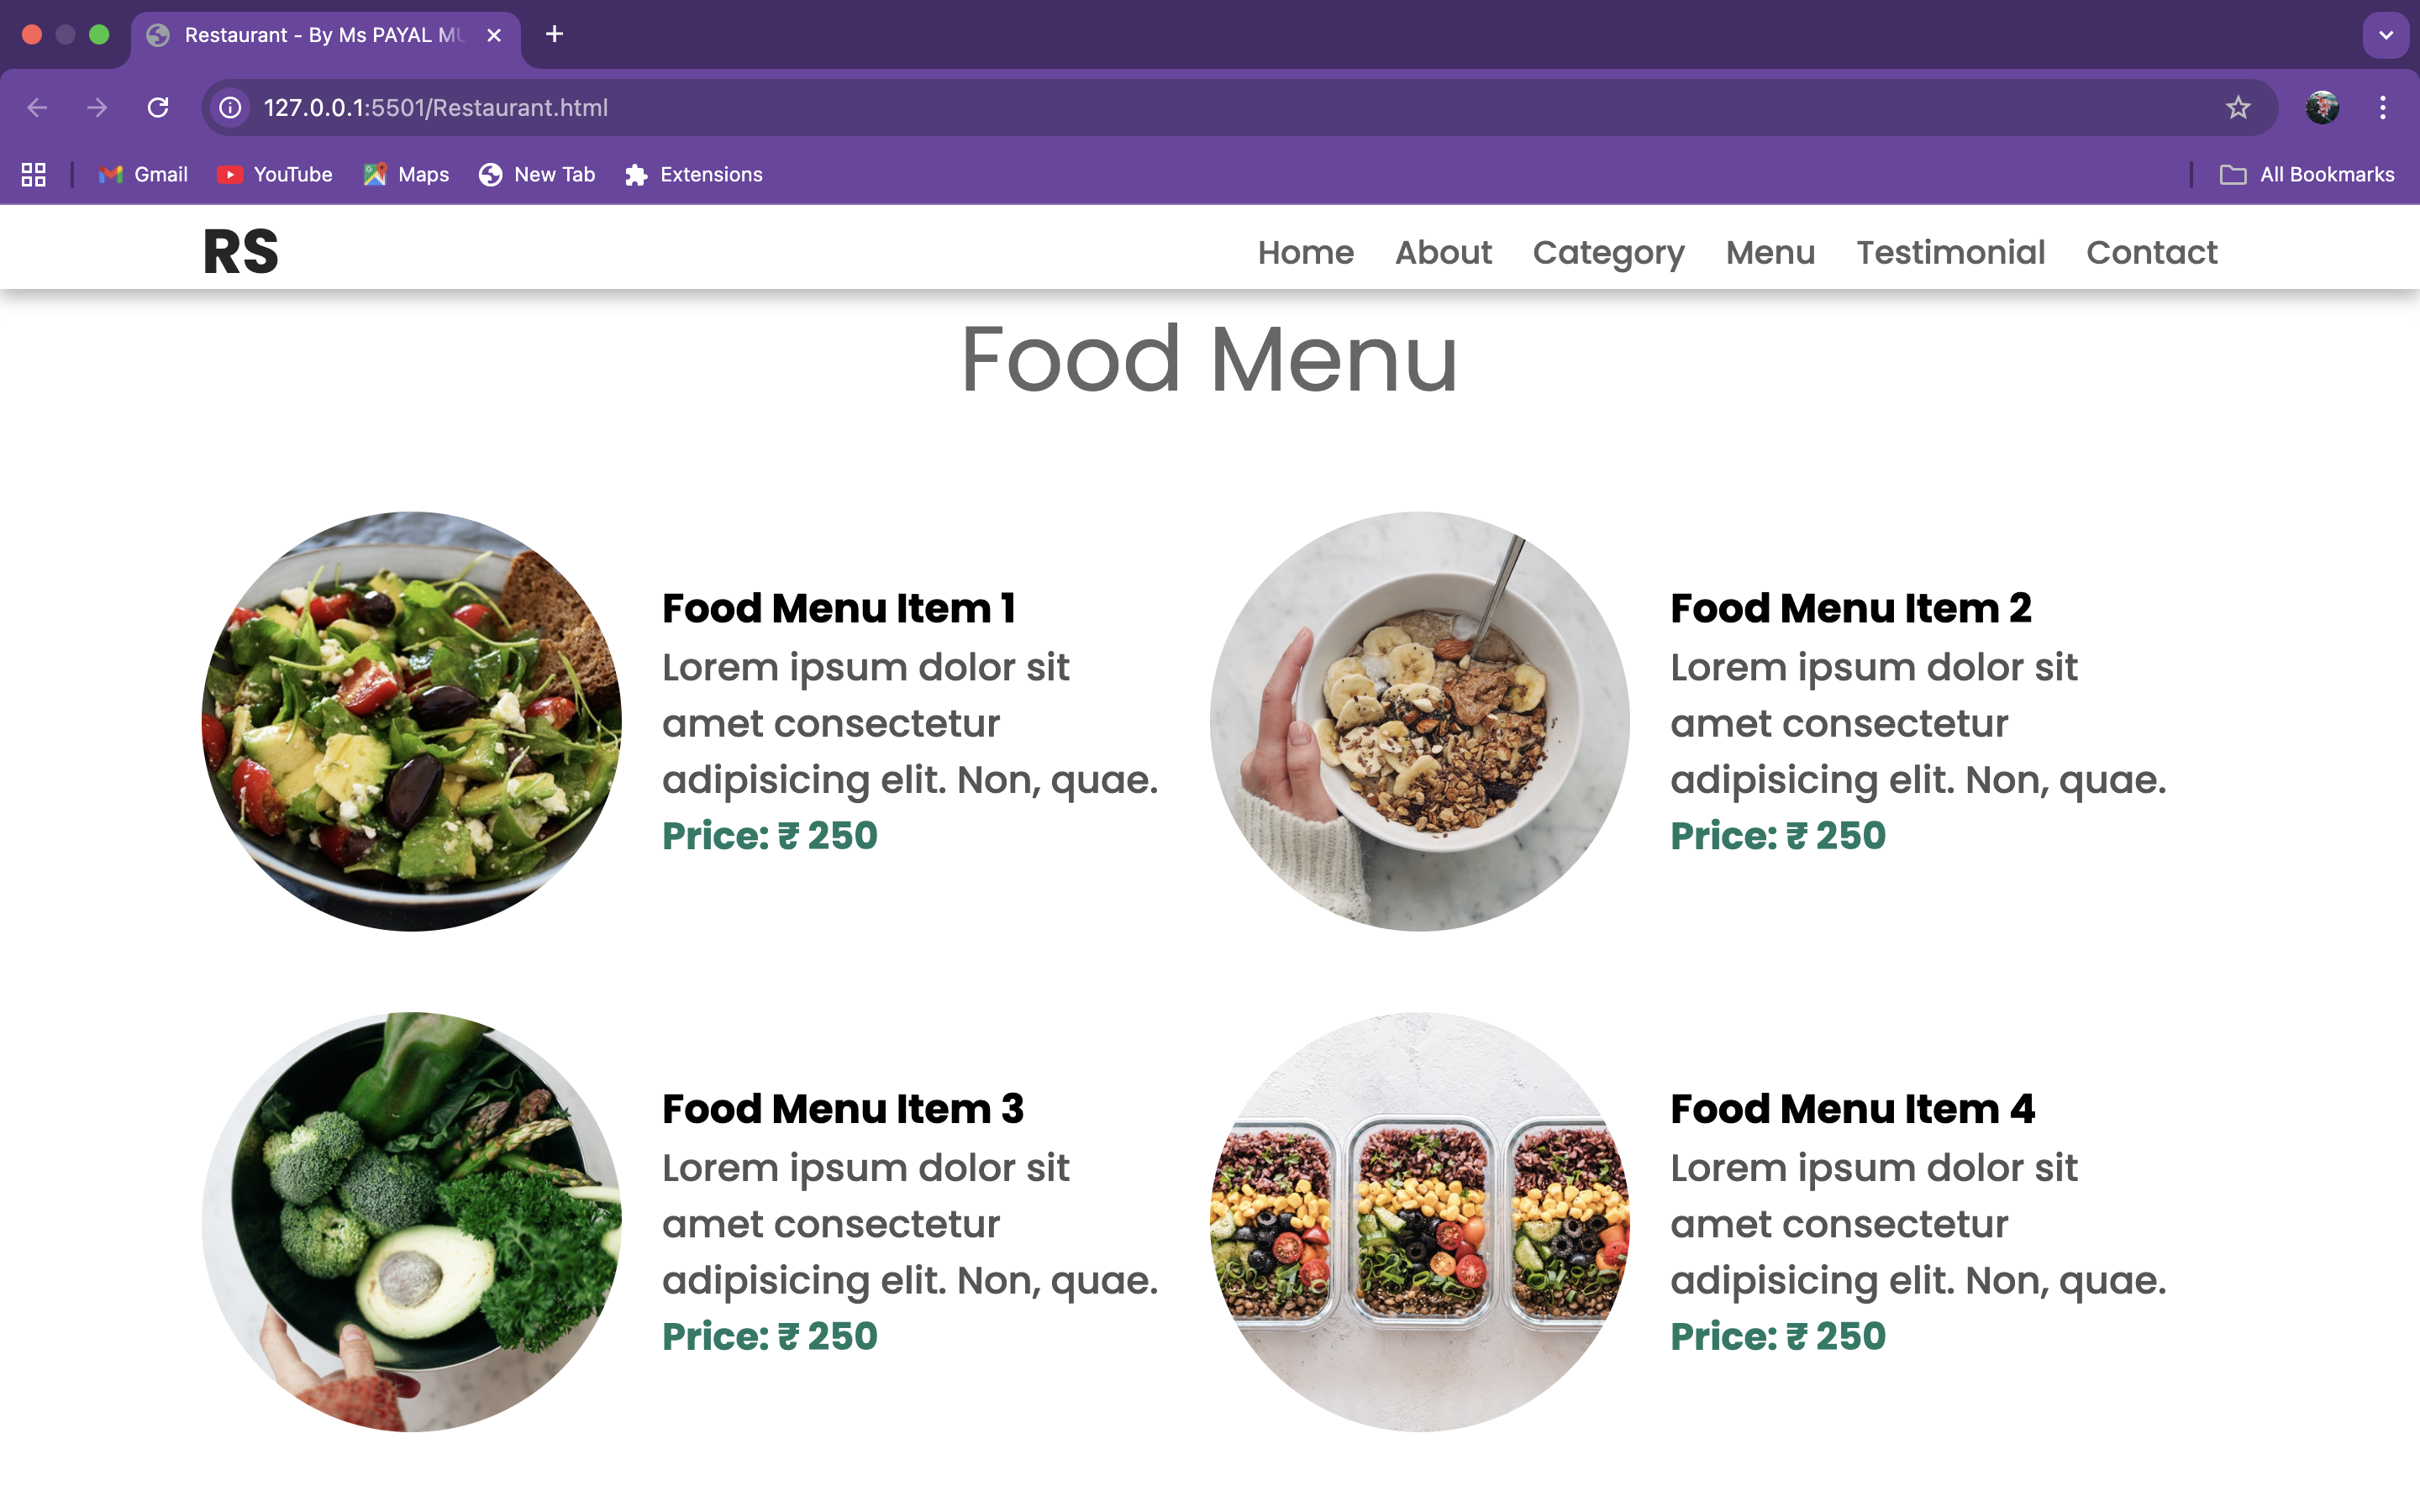 Restaurant - By Ms PAYAL
127.0.0.1:5501/Restaurant.html
Gmail YouTube Maps New Tab Extensions All Bookmarks
RS Home About Category Menu Testimonial Contact
Food Menu
Food Menu Item 1
Lorem ipsum dolor sit
amet consectetur
adipisicing elit. Non, quae.
Price: ₹ 250
Food Menu Item 2
Lorem ipsum dolor sit
amet consectetur
adipisicing elit. Non, quae.
Price: ₹ 250
Food Menu Item 3
Lorem ipsum dolor sit
amet consectetur
adipisicing elit. Non, quae.
Price: ₹ 250
Food Menu Item 4
Lorem ipsum dolor sit
amet consectetur
adipisicing elit. Non, quae.
Price: ₹ 250